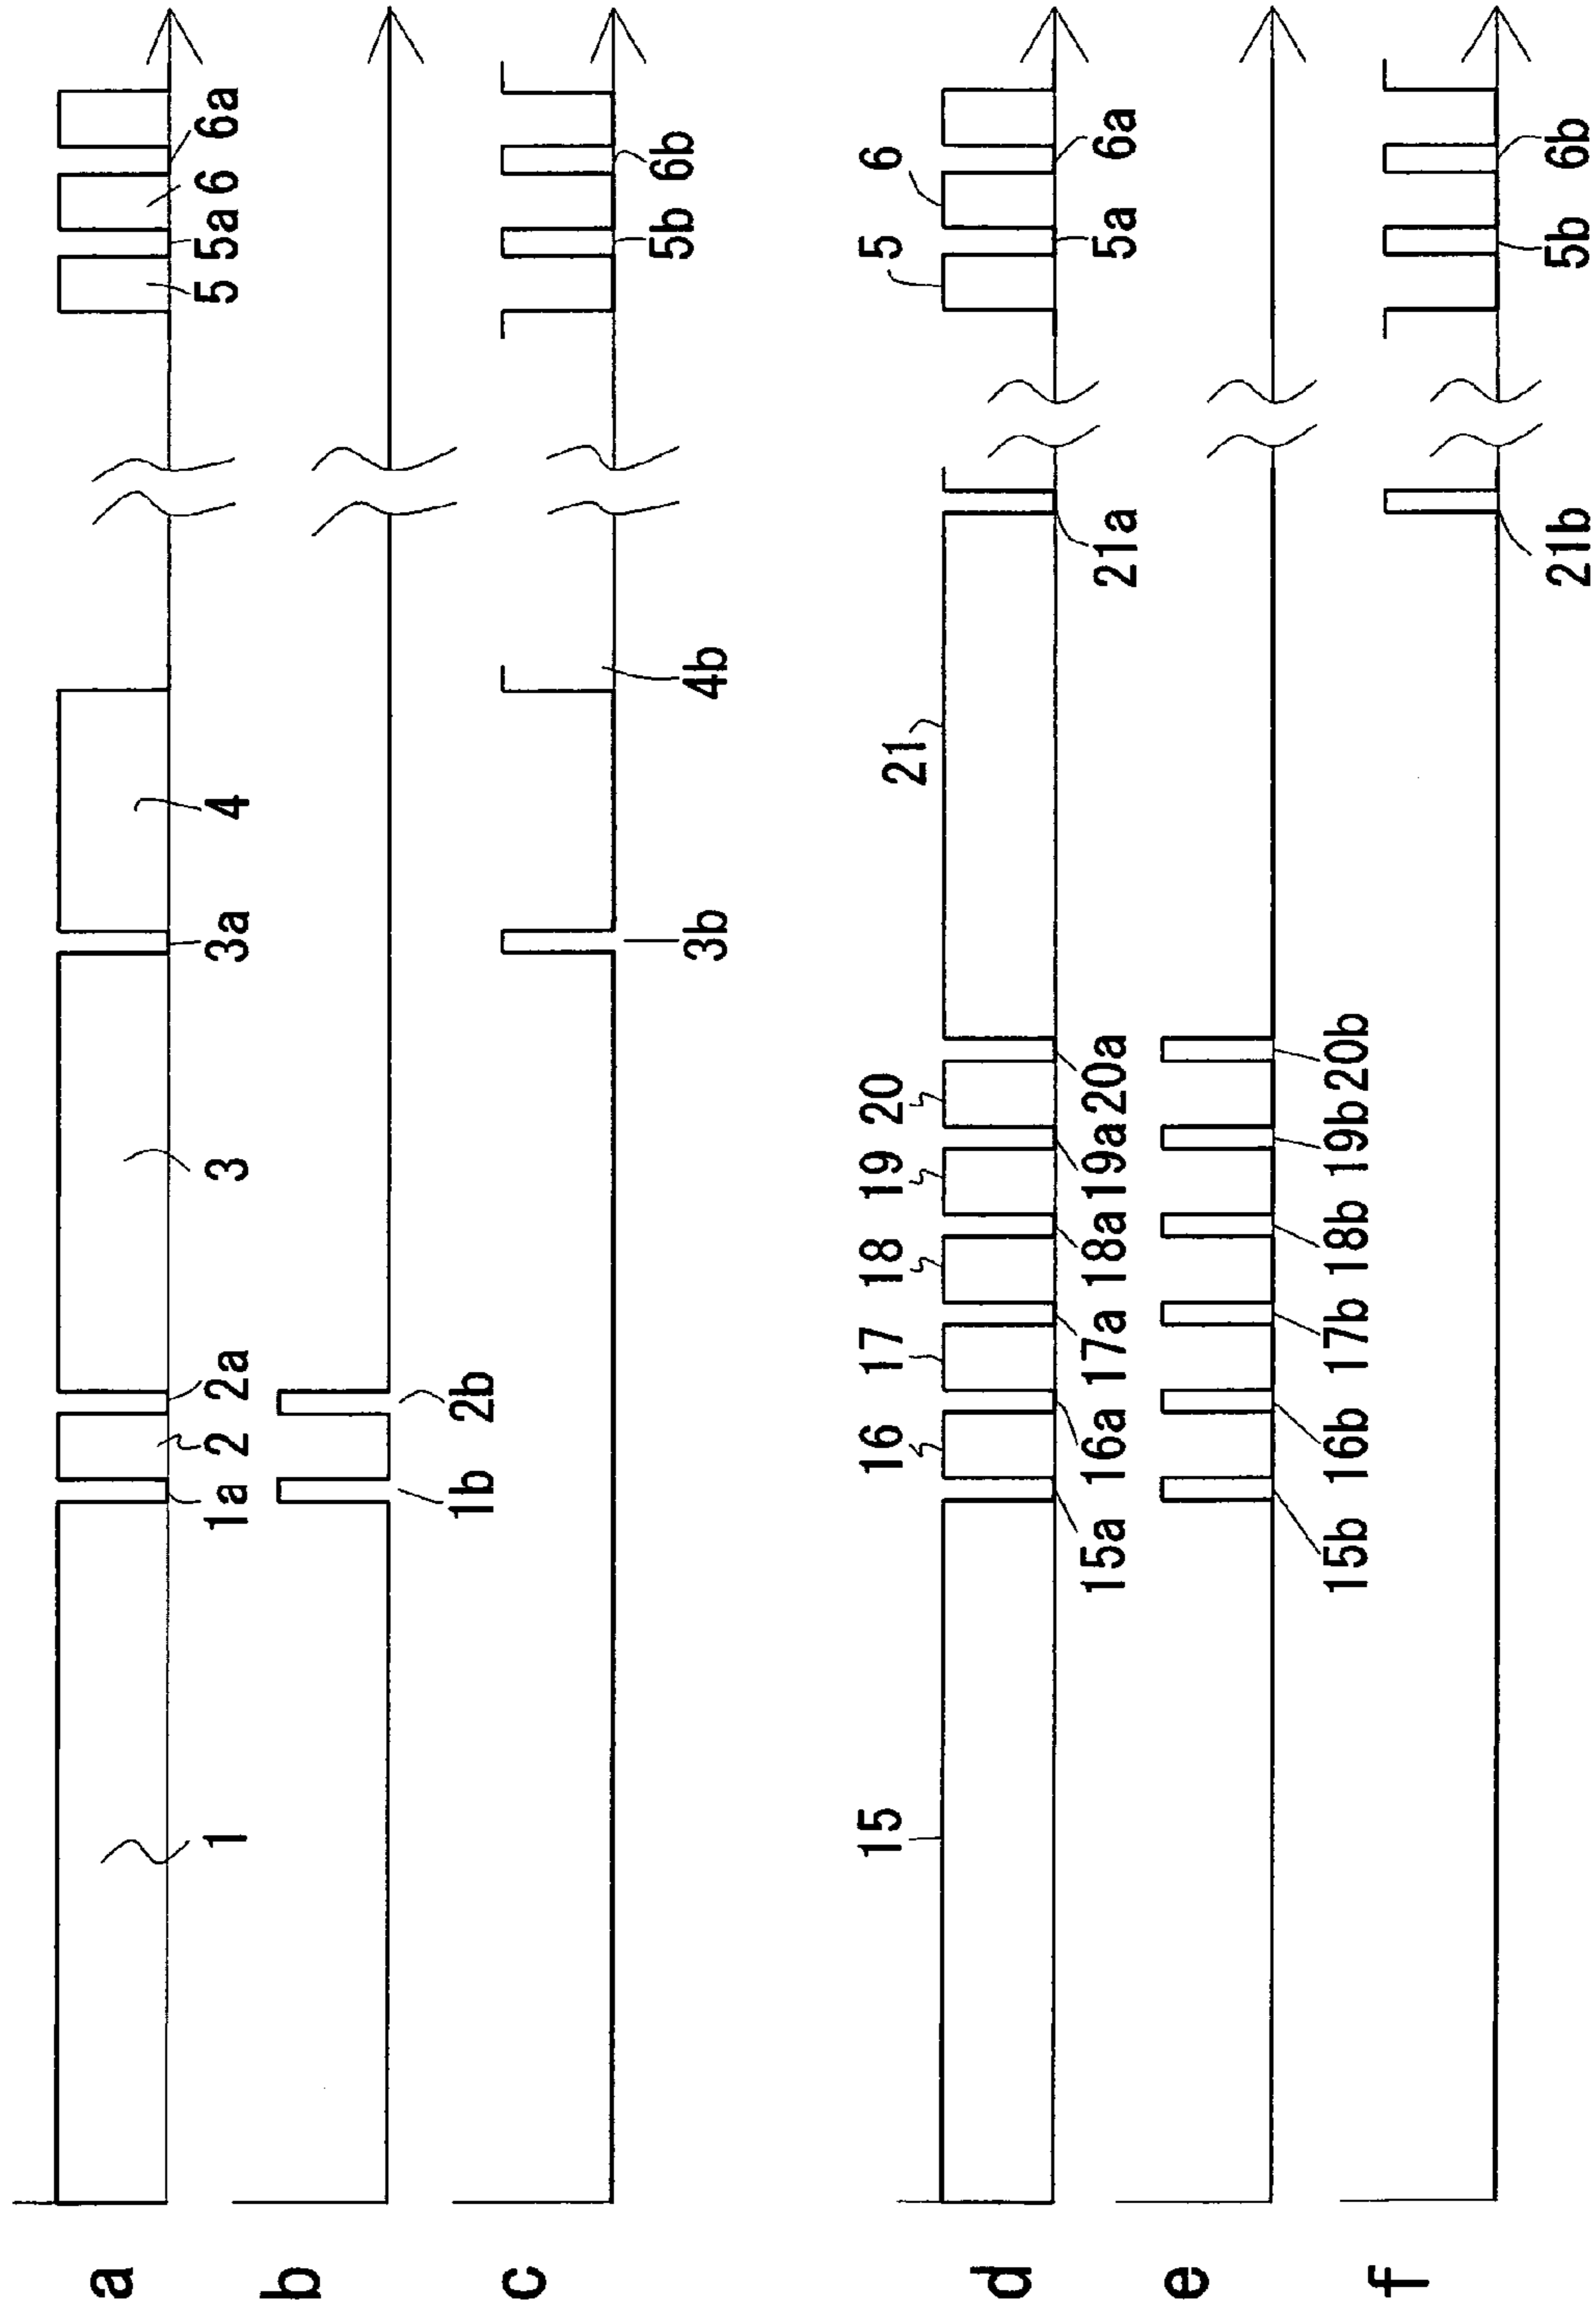 a
1 1a 2 2a 3 3a 4 5 5a 6 6a
b
1b 2b
c
3b 4b 5b 6b
15 16 17 18 19 20 21 5 6
d
15a 16a 17a 18a 19a 20a 21a 5a 6a
e
15b 16b 17b 18b 19b 20b
f
21b 5b 6b